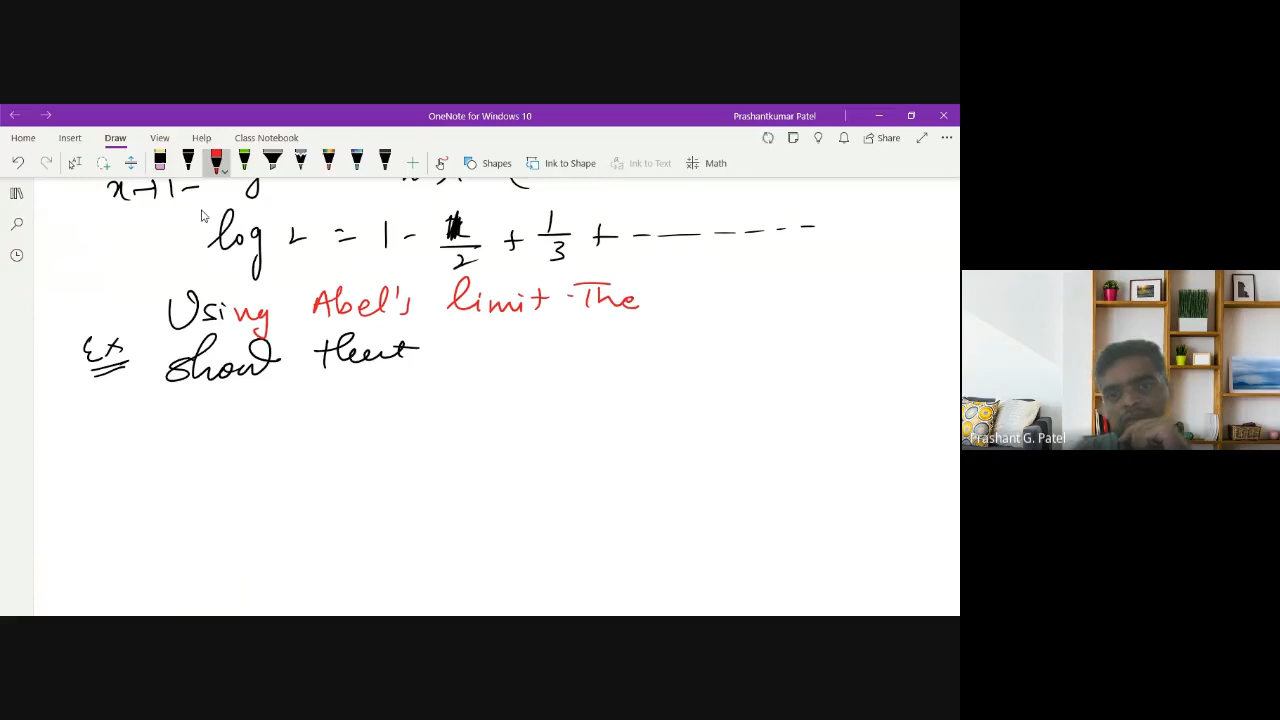 OneNote for Windows 10
Prashantkumar Patel
Home Insert Draw View Help Class Notebook
Share
Shapes Ink to Shape Ink to Text Math
x→1-
log 2 = 1 - 1/2 + 1/3 + ---------
Using Abel's limit The
Ex show that
Prashant G. Patel